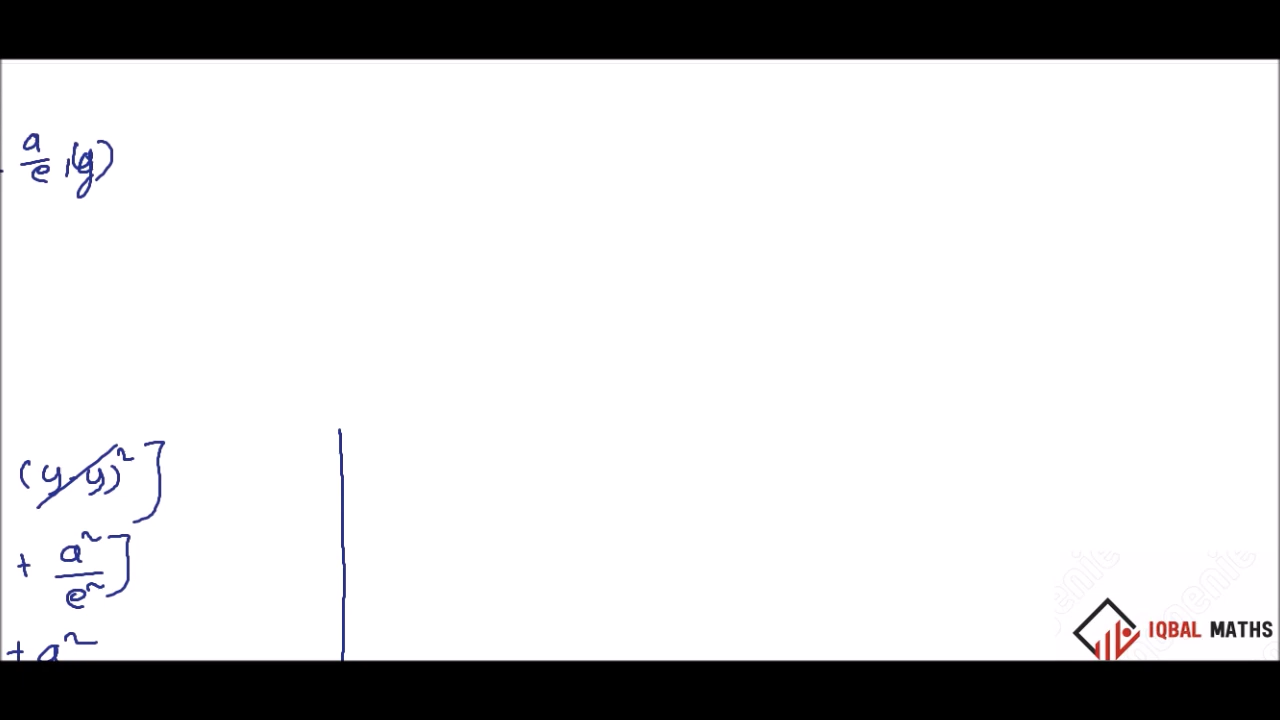 a/e, y)
(y - y)²]
+ a²/e²]
+ a²
IQBAL MATHS